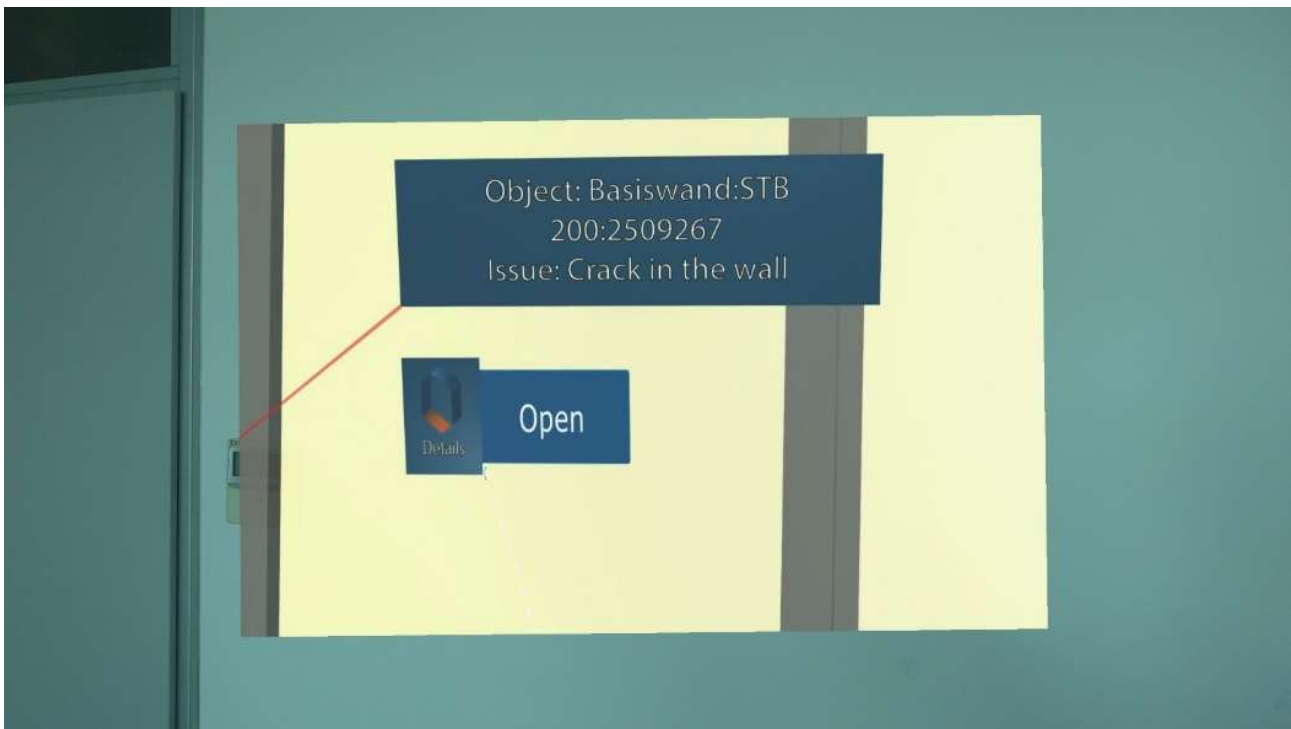 Object: Basiswand:STB
200:2509267
Issue: Crack in the wall
Details
Open